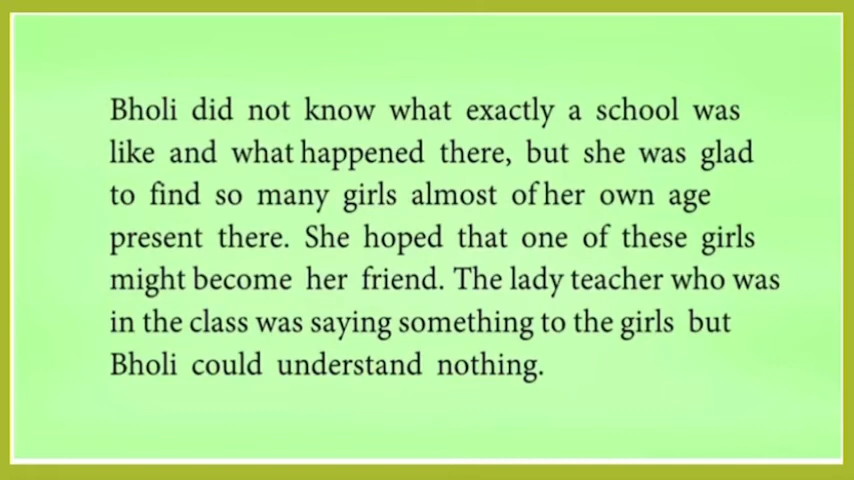 Bholi did not know what exactly a school was
like and what happened there, but she was glad
to find so many girls almost of her own age
present there. She hoped that one of these girls
might become her friend. The lady teacher who was
in the class was saying something to the girls but
Bholi could understand nothing.